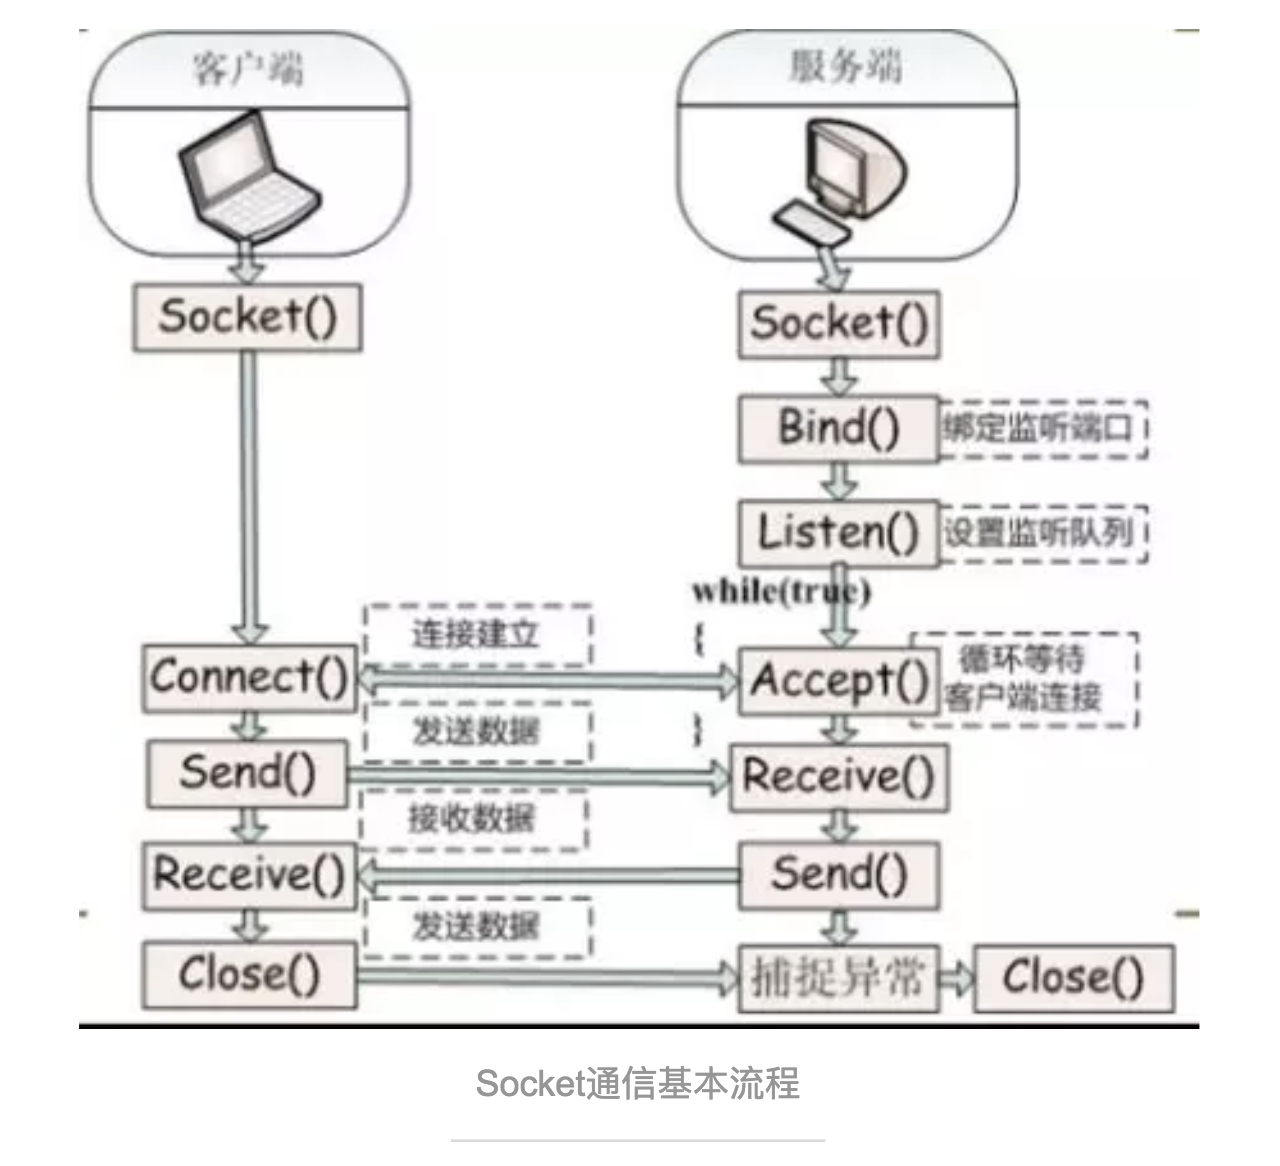 客户端
服务端
Socket()
Socket()
Bind()
绑定监听端口
Listen()
设置监听队列
while(true)
{
连接建立
Connect()
Accept()
循环等待
客户端连接
}
发送数据
Send()
Receive()
接收数据
Receive()
Send()
发送数据
Close()
捕捉异常
Close()
Socket通信基本流程